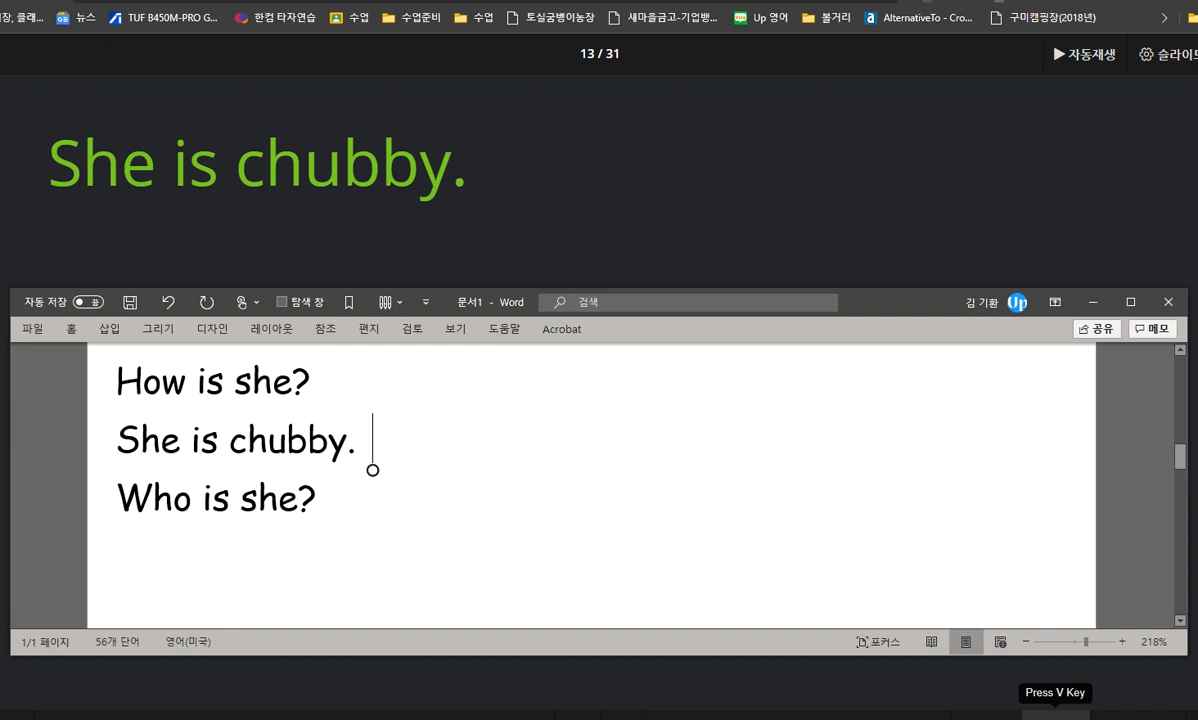 장, 클래...
뉴스
TUF B450M-PRO G...
한컴 타자연습
수업
수업준비
수업
토실굼벵이농장
새마을금고-기업뱅...
Up 영어
볼거리
AlternativeTo - Cro...
구미캠핑장(2018년)
13 / 31
자동재생
슬라이드
She is chubby.
자동 저장
끔
탐색 창
문서1 - Word
검색
김 기환
Up
파일
홈
삽입
그리기
디자인
레이아웃
참조
편지
검토
보기
도움말
Acrobat
공유
메모
How is she?
She is chubby.
Who is she?
1/1 페이지
56개 단어
영어(미국)
포커스
218%
Press V Key